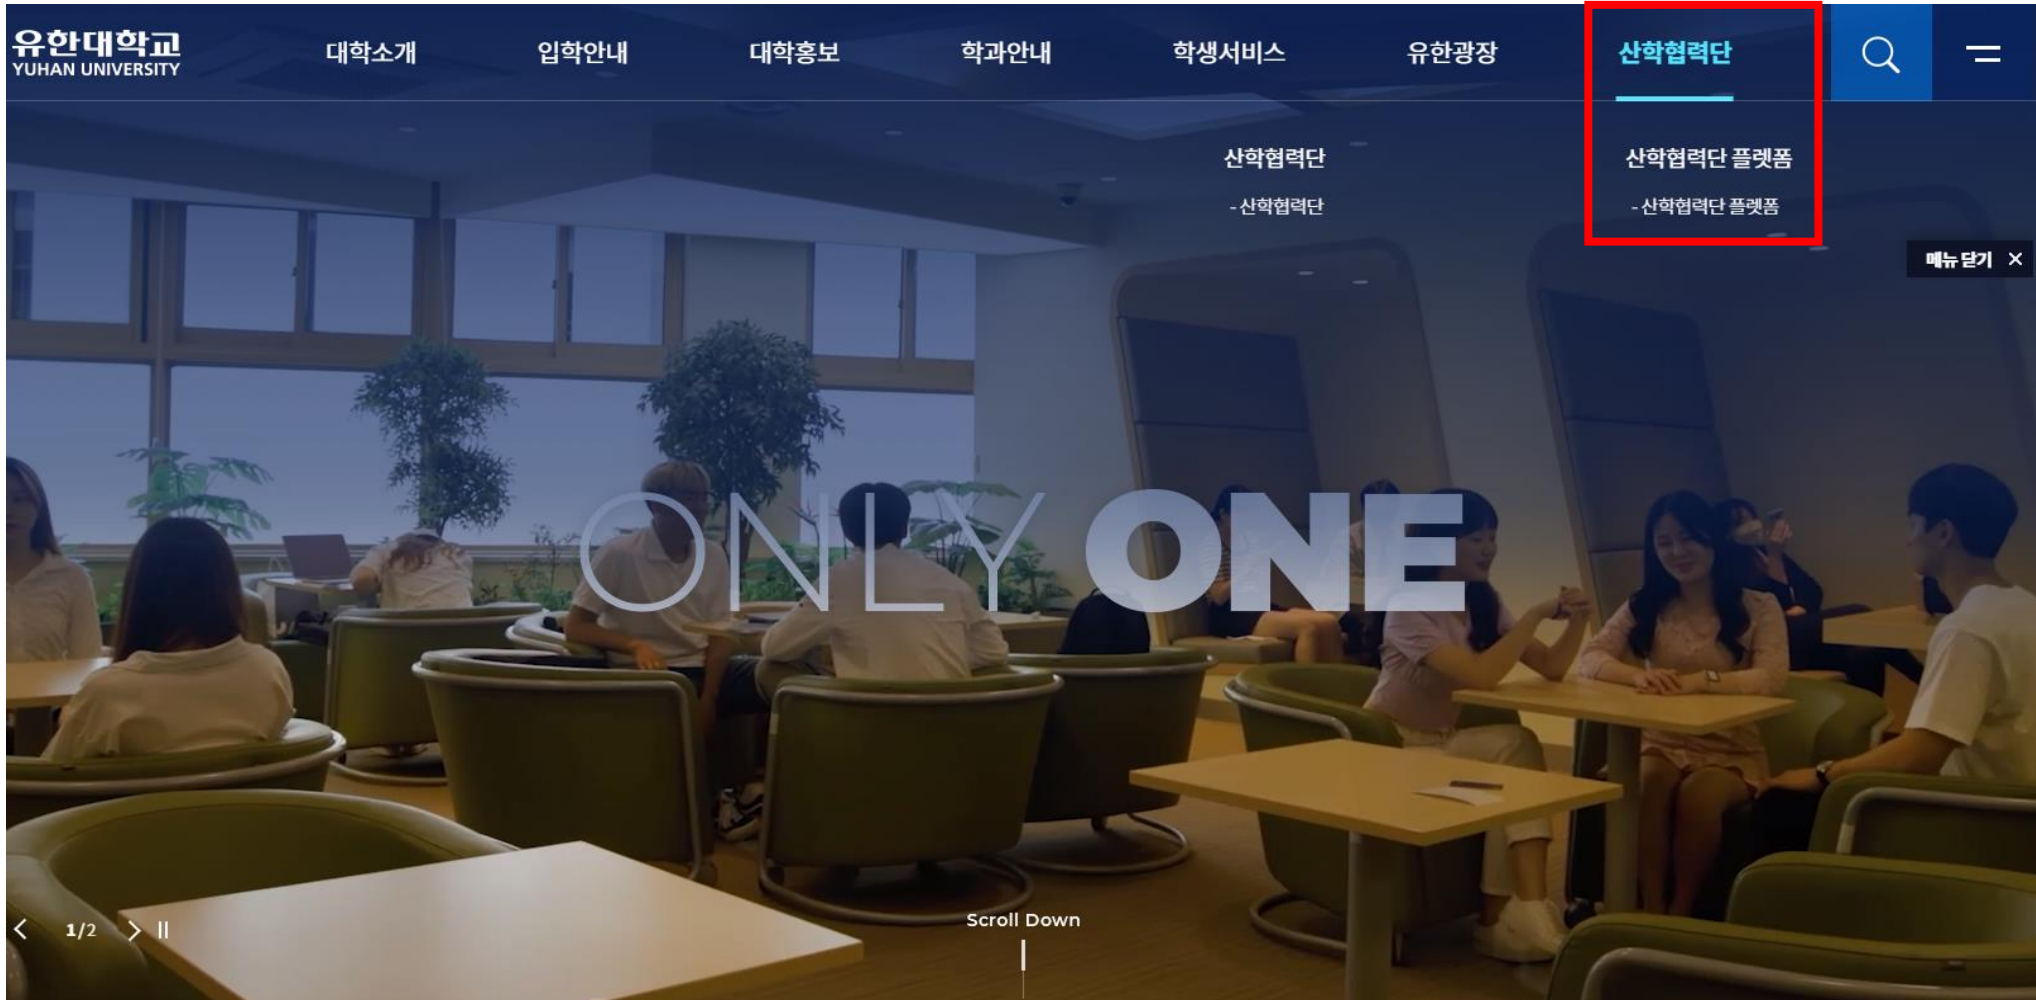 유한대학교
YUHAN UNIVERSITY
대학소개
입학안내
대학홍보
학과안내
학생서비스
유한광장
산학협력단
산학협력단
- 산학협력단
산학협력단 플렛폼
- 산학협력단 플렛폼
메뉴 닫기 ×
ONLY ONE
1/2
Scroll Down